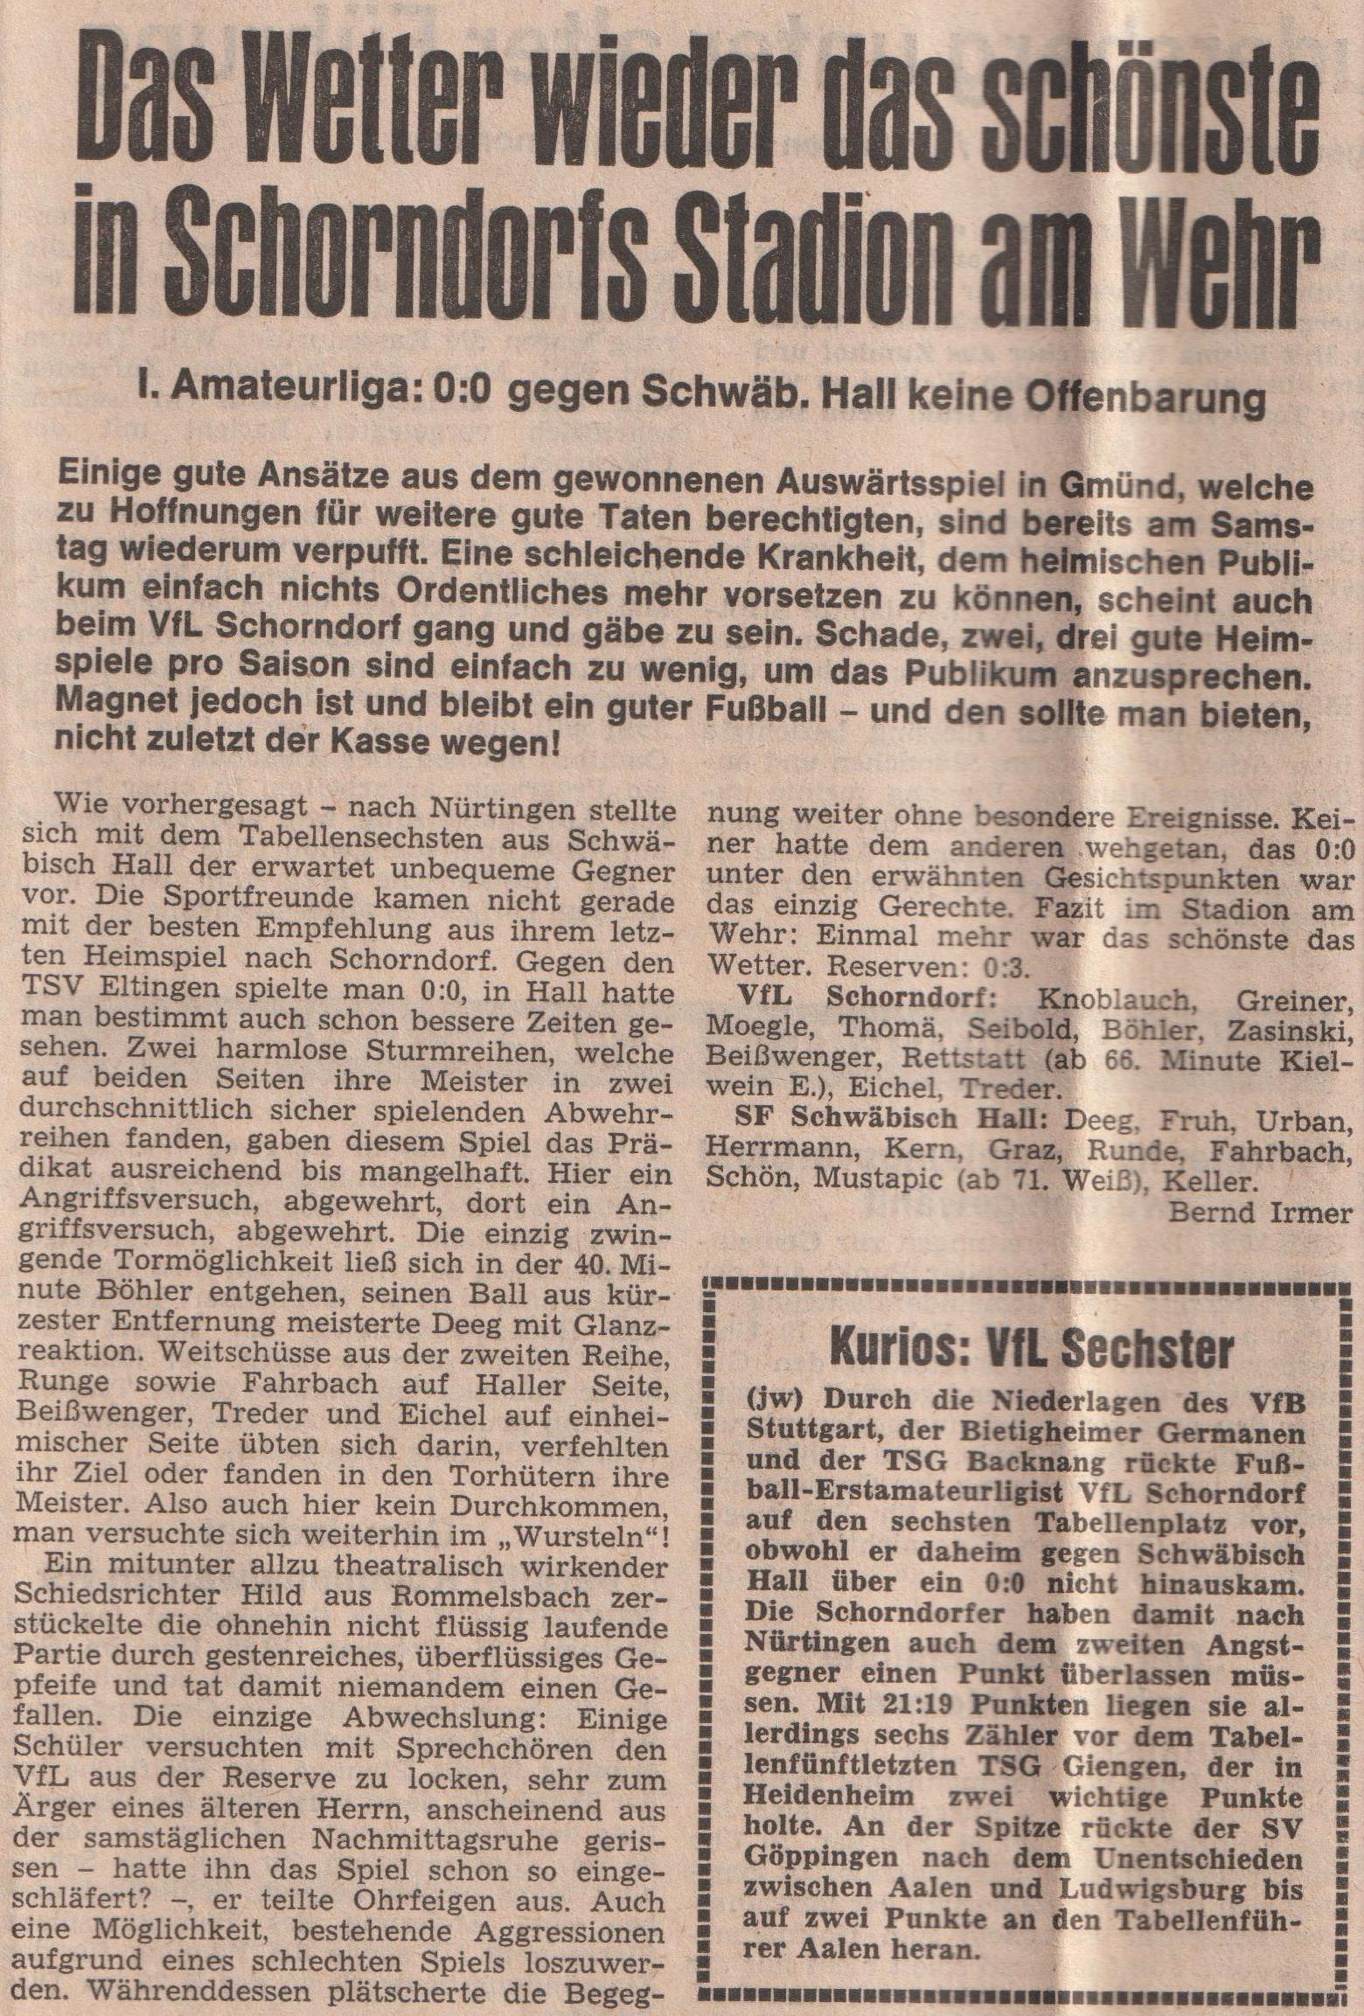 Das Wetter wieder das schönste
in Schorndorfs Stadion am Wehr
I. Amateurliga: 0:0 gegen Schwäb. Hall keine Offenbarung
Einige gute Ansätze aus dem gewonnenen Auswärtsspiel in Gmünd, welche
zu Hoffnungen für weitere gute Taten berechtigten, sind bereits am Sams-
tag wiederum verpufft. Eine schleichende Krankheit, dem heimischen Publi-
kum einfach nichts Ordentliches mehr vorsetzen zu können, scheint auch
beim VfL Schorndorf gang und gäbe zu sein. Schade, zwei, drei gute Heim-
spiele pro Saison sind einfach zu wenig, um das Publikum anzusprechen.
Magnet jedoch ist und bleibt ein guter Fußball – und den sollte man bieten,
nicht zuletzt der Kasse wegen!
Wie vorhergesagt – nach Nürtingen stellte
sich mit dem Tabellensechsten aus Schwä-
bisch Hall der erwartet unbequeme Gegner
vor. Die Sportfreunde kamen nicht gerade
mit der besten Empfehlung aus ihrem letz-
ten Heimspiel nach Schorndorf. Gegen den
TSV Eltingen spielte man 0:0, in Hall hatte
man bestimmt auch schon bessere Zeiten ge-
sehen. Zwei harmlose Sturmreihen, welche
auf beiden Seiten ihre Meister in zwei
durchschnittlich sicher spielenden Abwehr-
reihen fanden, gaben diesem Spiel das Prä-
dikat ausreichend bis mangelhaft. Hier ein
Angriffsversuch, abgewehrt, dort ein An-
griffsversuch, abgewehrt. Die einzig zwin-
gende Tormöglichkeit ließ sich in der 40. Mi-
nute Böhler entgehen, seinen Ball aus kür-
zester Entfernung meisterte Deeg mit Glanz-
reaktion. Weitschüsse aus der zweiten Reihe,
Runge sowie Fahrbach auf Haller Seite,
Beißwenger, Treder und Eichel auf einhei-
mischer Seite übten sich darin, verfehlten
ihr Ziel oder fanden in den Torhütern ihre
Meister. Also auch hier kein Durchkommen,
man versuchte sich weiterhin im „Wursteln“!
Ein mitunter allzu theatralisch wirkender
Schiedsrichter Hild aus Rommelsbach zer-
stückelte die ohnehin nicht flüssig laufende
Partie durch gestenreiches, überflüssiges Ge-
pfeife und tat damit niemandem einen Ge-
fallen. Die einzige Abwechslung: Einige
Schüler versuchten mit Sprechchören den
VfL aus der Reserve zu locken, sehr zum
Ärger eines älteren Herrn, anscheinend aus
der samstäglichen Nachmittagsruhe geris-
sen – hatte ihn das Spiel schon so einge-
schläfert? –, er teilte Ohrfeigen aus. Auch
eine Möglichkeit, bestehende Aggressionen
aufgrund eines schlechten Spiels loszuwer-
den. Währenddessen plätscherte die Begeg-
nung weiter ohne besondere Ereignisse. Kei-
ner hatte dem anderen wehgetan, das 0:0
unter den erwähnten Gesichtspunkten war
das einzig Gerechte. Fazit im Stadion am
Wehr: Einmal mehr war das schönste das
Wetter. Reserven: 0:3.
VfL Schorndorf: Knoblauch, Greiner,
Moegle, Thomä, Seibold, Böhler, Zasinski,
Beißwenger, Rettstatt (ab 66. Minute Kiel-
wein E.), Eichel, Treder.
SF Schwäbisch Hall: Deeg, Fruh, Urban,
Herrmann, Kern, Graz, Runde, Fahrbach,
Schön, Mustapic (ab 71. Weiß), Keller.
Bernd Irmer
Kurios: VfL Sechster
(jw) Durch die Niederlagen des VfB
Stuttgart, der Bietigheimer Germanen
und der TSG Backnang rückte Fuß-
ball-Erstamateurligist VfL Schorndorf
auf den sechsten Tabellenplatz vor,
obwohl er daheim gegen Schwäbisch
Hall über ein 0:0 nicht hinauskam.
Die Schorndorfer haben damit nach
Nürtingen auch dem zweiten Angst-
gegner einen Punkt überlassen müs-
sen. Mit 21:19 Punkten liegen sie al-
lerdings sechs Zähler vor dem Tabel-
lenfünftletzten TSG Giengen, der in
Heidenheim zwei wichtige Punkte
holte. An der Spitze rückte der SV
Göppingen nach dem Unentschieden
zwischen Aalen und Ludwigsburg bis
auf zwei Punkte an den Tabellenfüh-
rer Aalen heran.